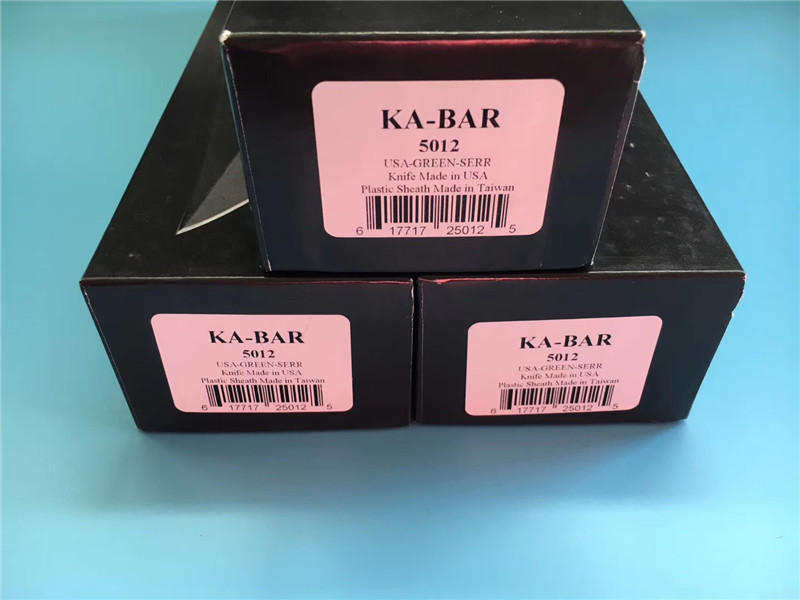 KA-BAR
5012
USA-GREEN-SERR
Knife Made in USA
Plastic Sheath Made in Taiwan
6 17717 25012 5
KA-BAR
5012
USA-GREEN-SERR
Knife Made in USA
Plastic Sheath Made in Taiwan
6 17717 25012 5
KA-BAR
5012
USA-GREEN-SERR
Knife Made in USA
Plastic Sheath Made in Taiwan
6 17717 25012 5